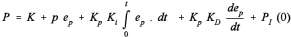 P = K + p e_p + K_p K_i ∫_0^t e_p . dt + K_p K_D de_p/dt + P_I (0)